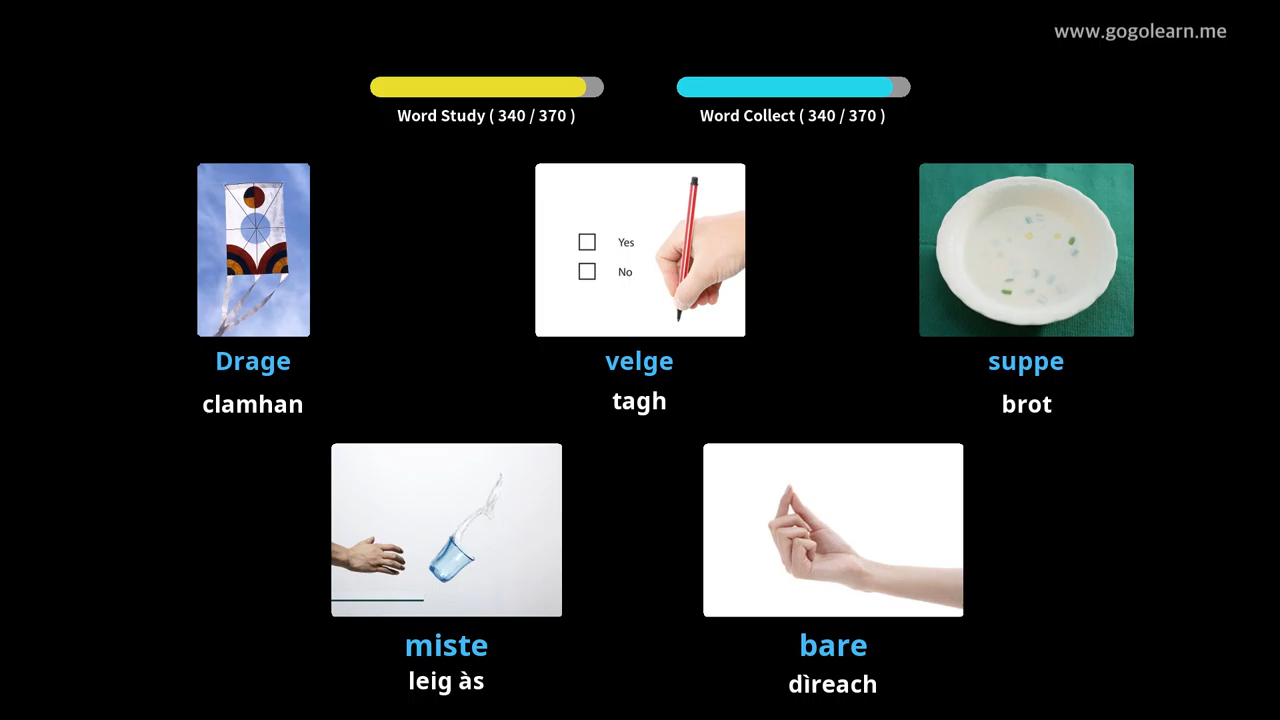 www.gogolearn.me
Word Study ( 340 / 370 )
Word Collect ( 340 / 370 )
Yes
No
Drage
clamhan
velge
tagh
suppe
brot
miste
leig às
bare
dìreach